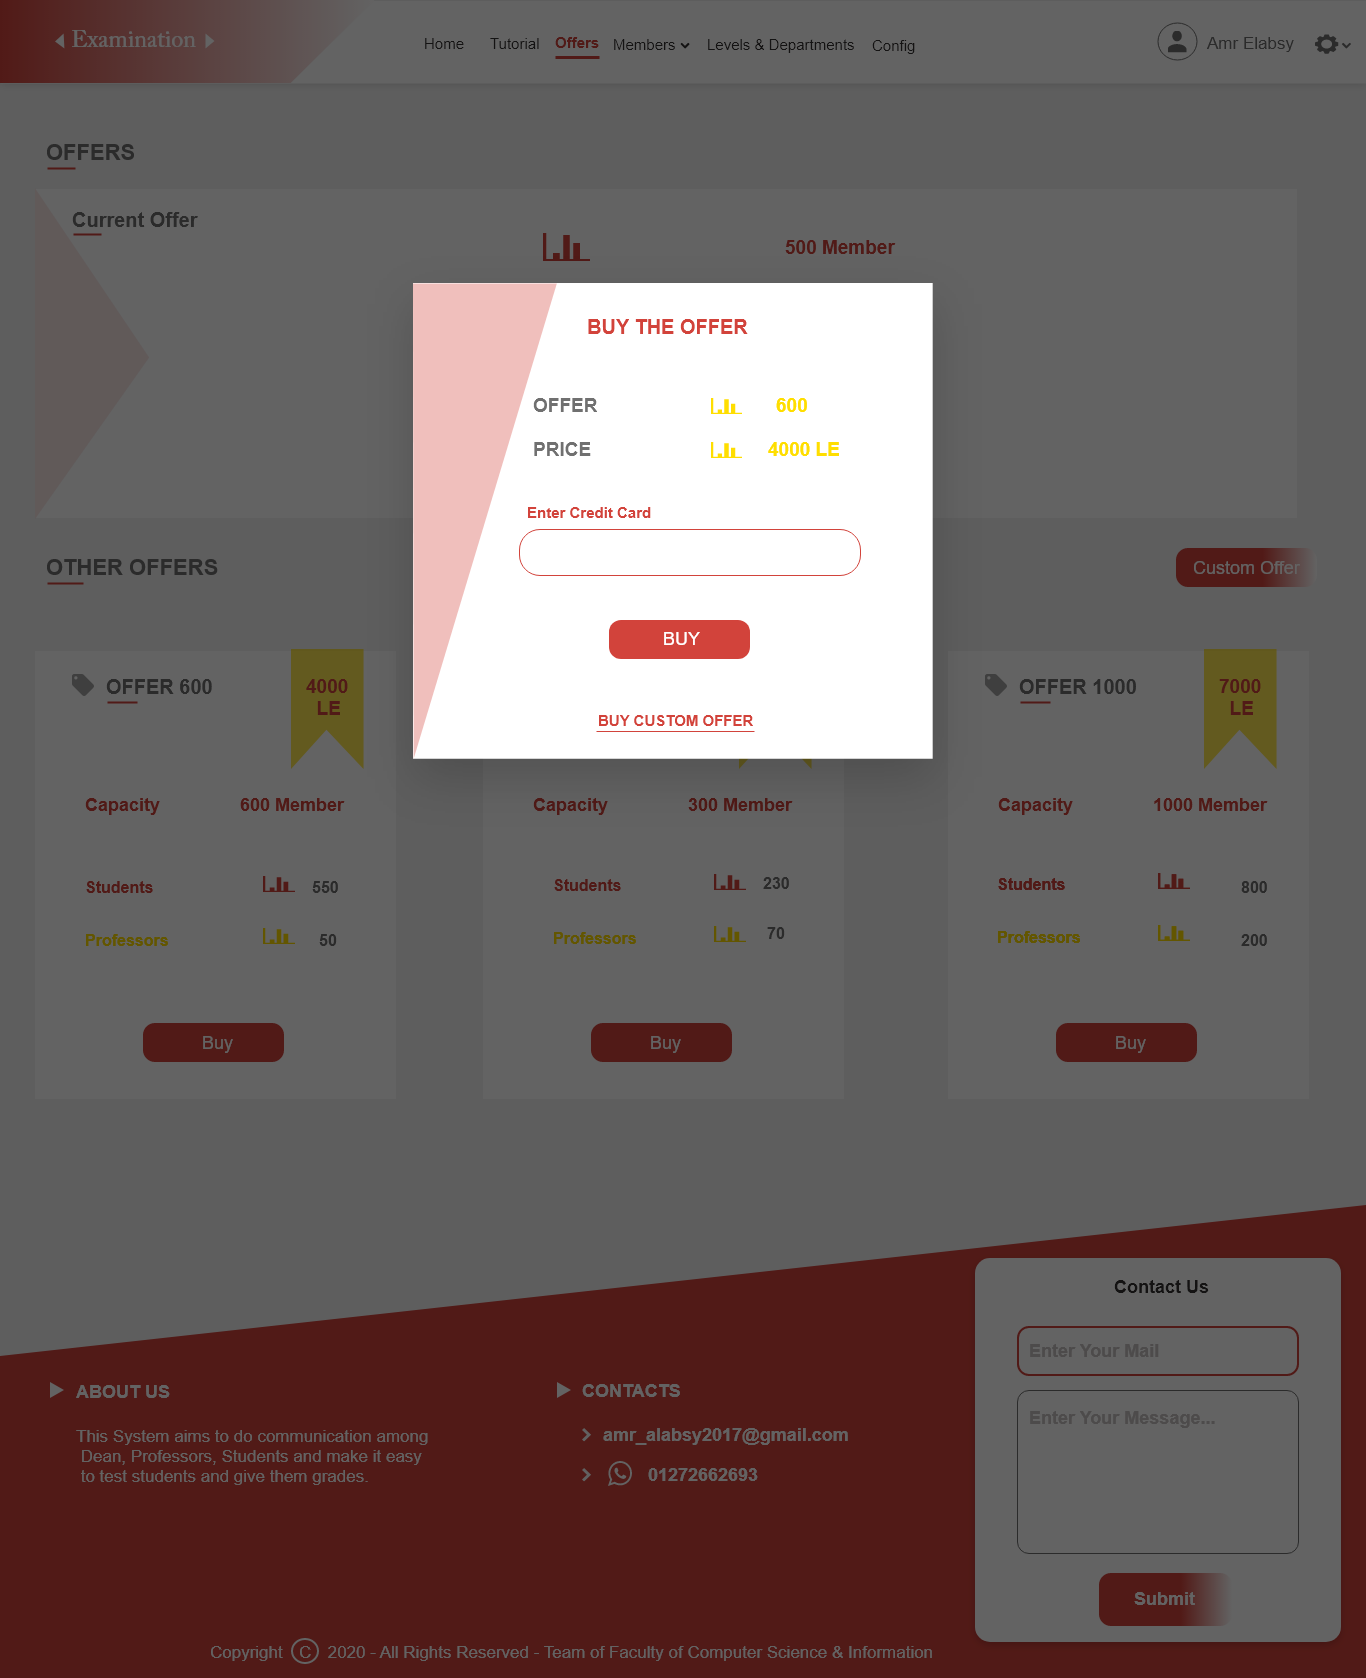 Examination
Home Tutorial Offers Members Levels & Departments Config
Amr Elabsy
OFFERS
Current Offer
500 Member
BUY THE OFFER
OFFER 600
PRICE 4000 LE
Enter Credit Card
BUY
BUY CUSTOM OFFER
OTHER OFFERS
Custom Offer
OFFER 600
4000
LE
Capacity 600 Member
Students 550
Professors 50
Buy
Capacity 300 Member
Students 230
Professors 70
Buy
OFFER 1000
7000
LE
Capacity 1000 Member
Students 800
Professors 200
Buy
ABOUT US
This System aims to do communication among
Dean, Professors, Students and make it easy
to test students and give them grades.
CONTACTS
amr_alabsy2017@gmail.com
01272662693
Contact Us
Enter Your Mail
Enter Your Message...
Submit
Copyright C 2020 - All Rights Reserved - Team of Faculty of Computer Science & Information